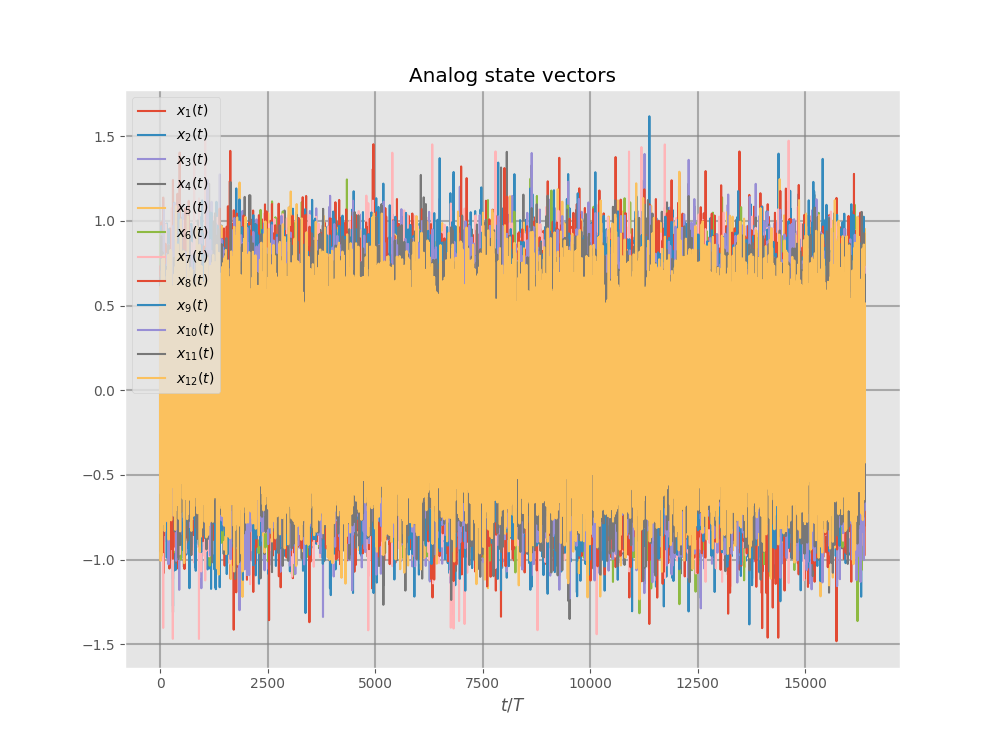 Analog state vectors
1.5
1.0
0.5
0.0
−0.5
−1.0
−1.5
x₁(t)
x₂(t)
x₃(t)
x₄(t)
x₅(t)
x₆(t)
x₇(t)
x₈(t)
x₉(t)
x₁₀(t)
x₁₁(t)
x₁₂(t)
0 2500 5000 7500 10000 12500 15000
t/T